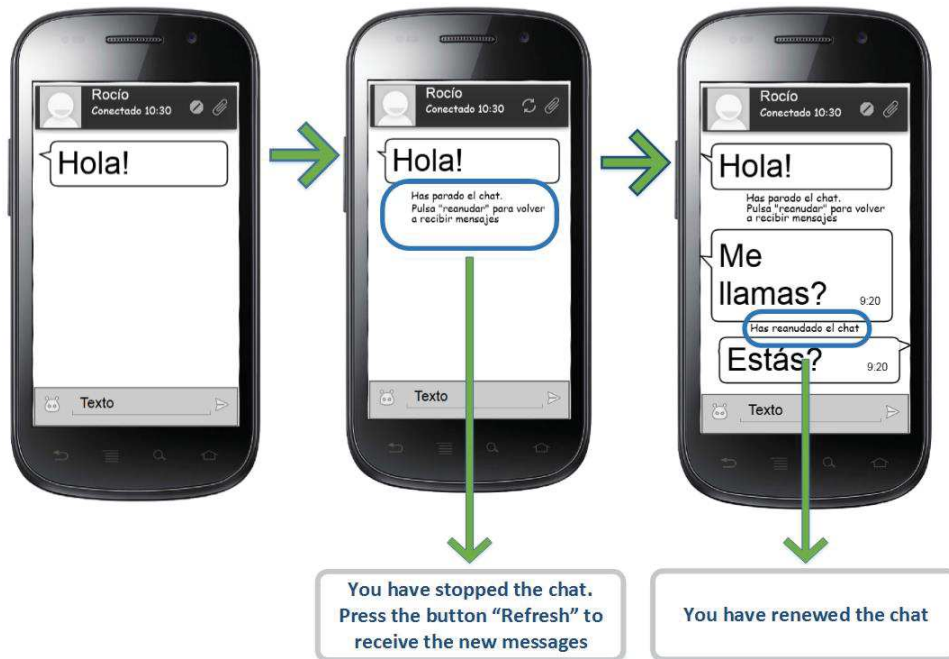 Rocío
Conectado 10:30
Hola!
Texto
Rocío
Conectado 10:30
Hola!
Has parado el chat.
Pulsa "reanudar" para volver
a recibir mensajes
Texto
Rocío
Conectado 10:30
Hola!
Has parado el chat.
Pulsa "reanudar" para volver
a recibir mensajes
Me
llamas? 9:20
Has reanudado el chat
Estás? 9:20
Texto
You have stopped the chat.
Press the button “Refresh” to
receive the new messages
You have renewed the chat